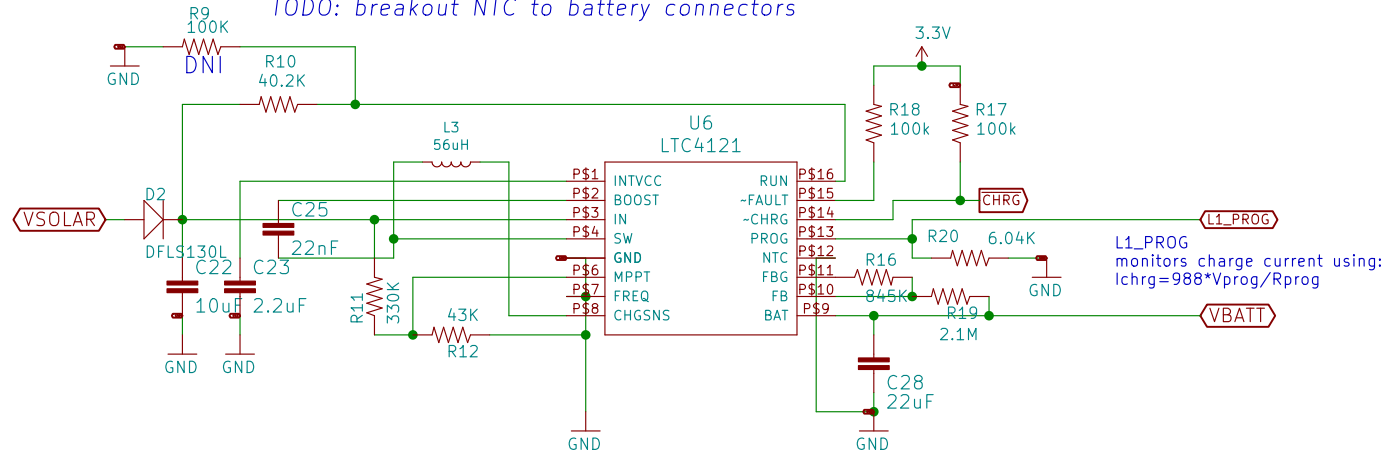 TODO: breakout NTC to battery connectors
R9
100K
DNI
GND
R10
40.2K
3.3V
L3
56uH
U6
LTC4121
R18
100k
R17
100k
P$1 INTVCC
P$2 BOOST
P$3 IN
P$4 SW
GND
P$6 MPPT
P$7 FREQ
P$8 CHGSNS
RUN P$16
~FAULT P$15
~CHRG P$14
PROG P$13
NTC P$12
FBG P$11
FB P$10
BAT P$9
VSOLAR
D2
DFLS130L
C25
22nF
C22
10uF
C23
2.2uF
R11
330K
43K
R12
GND
GND
GND
CHRG
L1_PROG
R20
6.04K
GND
R16
845K
R19
2.1M
L1_PROG
monitors charge current using:
Ichrg=988*Vprog/Rprog
VBATT
C28
22uF
GND